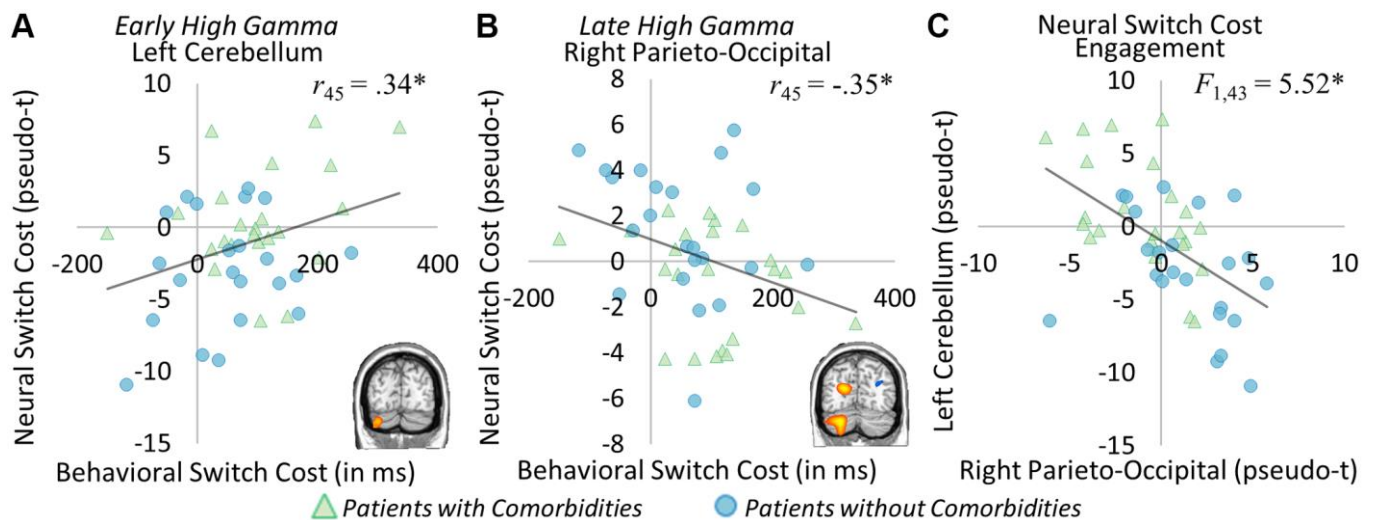 A
Early High Gamma
Left Cerebellum
r45 = .34*
Neural Switch Cost (pseudo-t)
10
5
0
-5
-10
-15
-200
0
200
400
Behavioral Switch Cost (in ms)
B
Late High Gamma
Right Parieto-Occipital
r45 = -.35*
Neural Switch Cost (pseudo-t)
8
6
4
2
0
-2
-4
-6
-8
-200
0
200
400
Behavioral Switch Cost (in ms)
C
Neural Switch Cost
Engagement
F1,43 = 5.52*
Left Cerebellum (pseudo-t)
10
5
0
-5
-10
-15
-10
-5
0
5
10
Right Parieto-Occipital (pseudo-t)
Patients with Comorbidities
Patients without Comorbidities